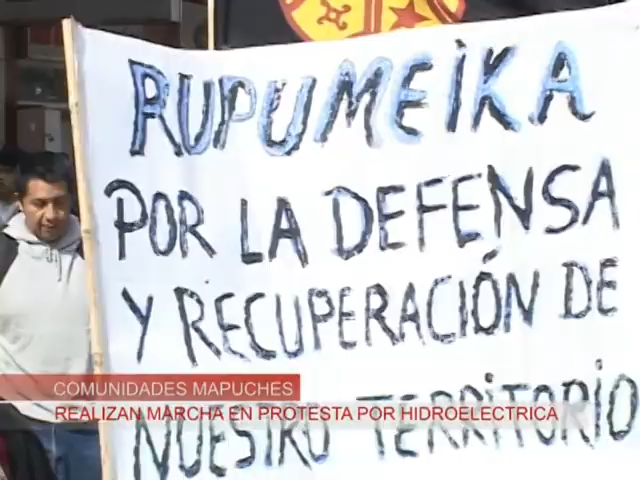 RUPUMEIKA
POR LA DEFENSA
Y RECUPERACIÓN DE
NUESTRO TERRITORIO
COMUNIDADES MAPUCHES
REALIZAN MARCHA EN PROTESTA POR HIDROELECTRICA